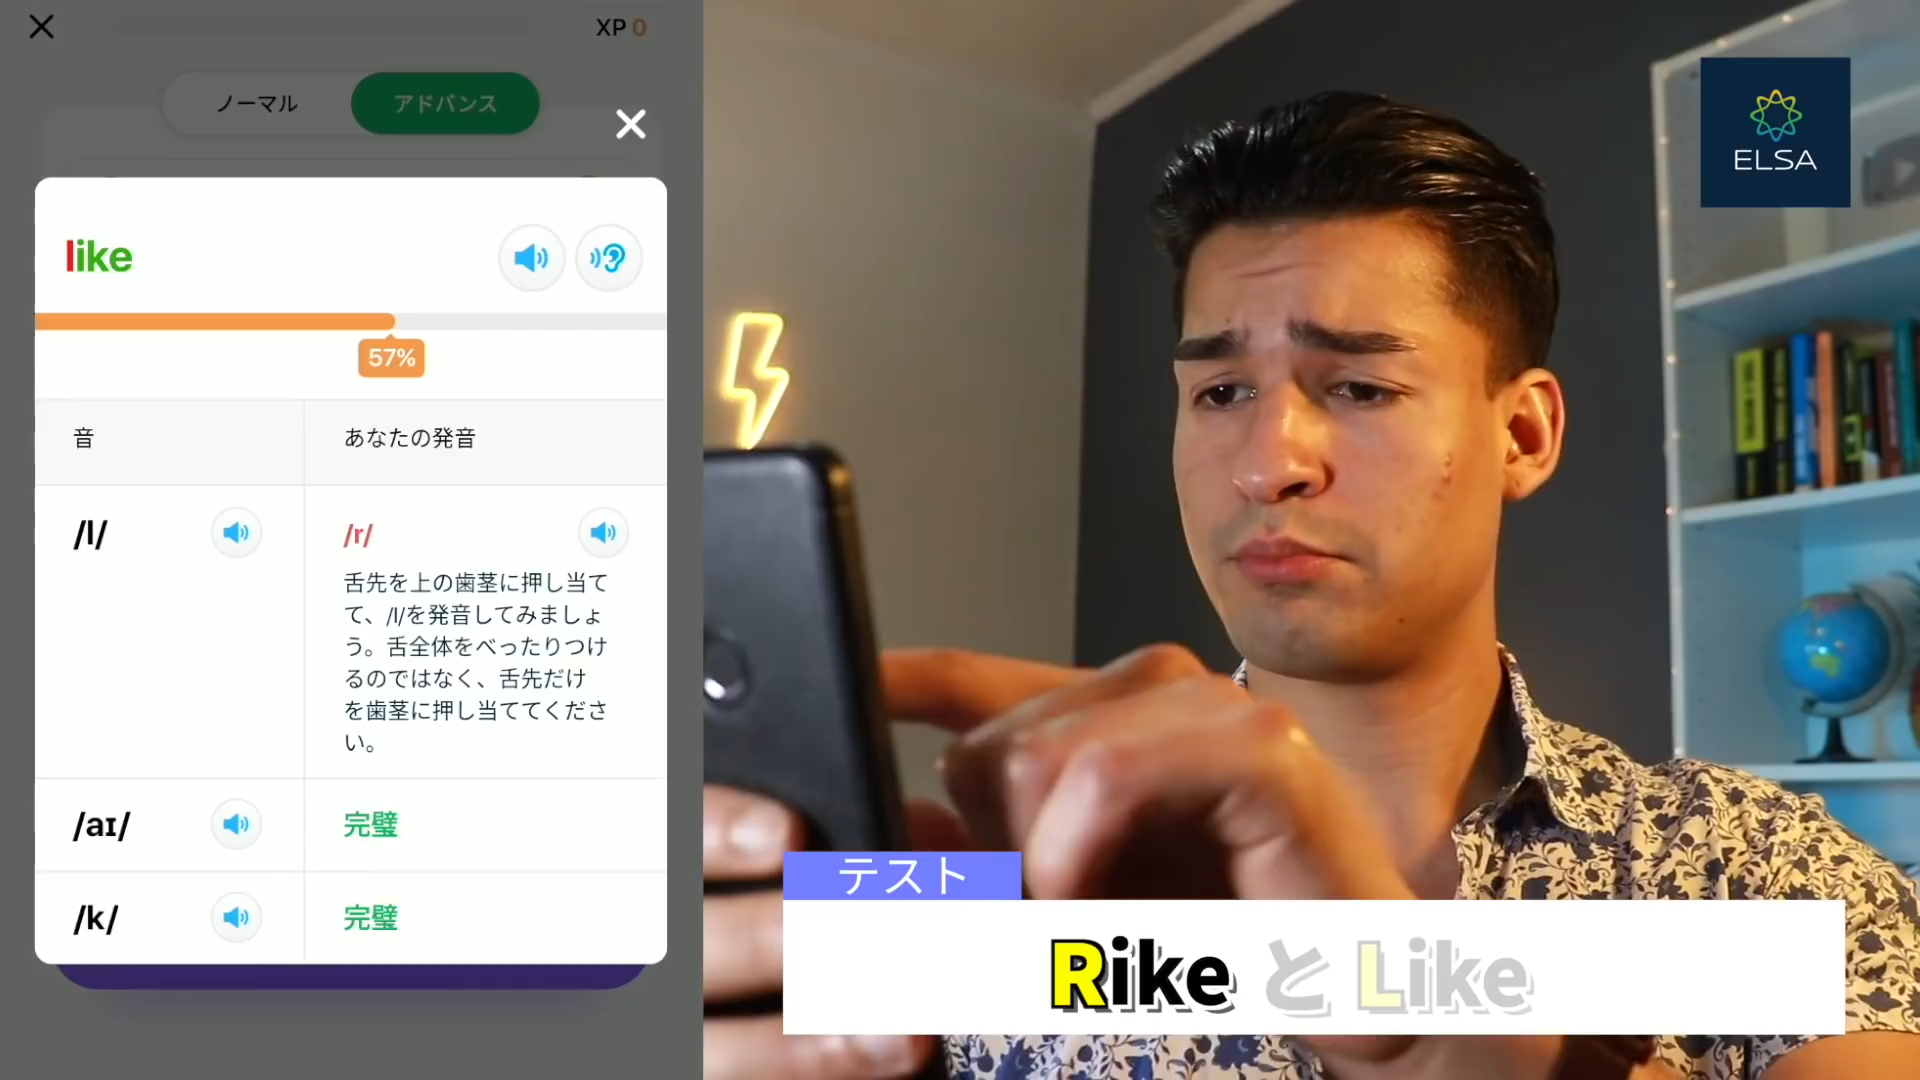 XP 0
ノーマル
アドバンス
like
57%
音
あなたの発音
/l/
/r/
舌先を上の歯茎に押し当て
て、/l/を発音してみましょ
う。舌全体をべったりつけ
るのではなく、舌先だけ
を歯茎に押し当ててくださ
い。
/aɪ/
完璧
/k/
完璧
ELSA
テスト
Rike と Like